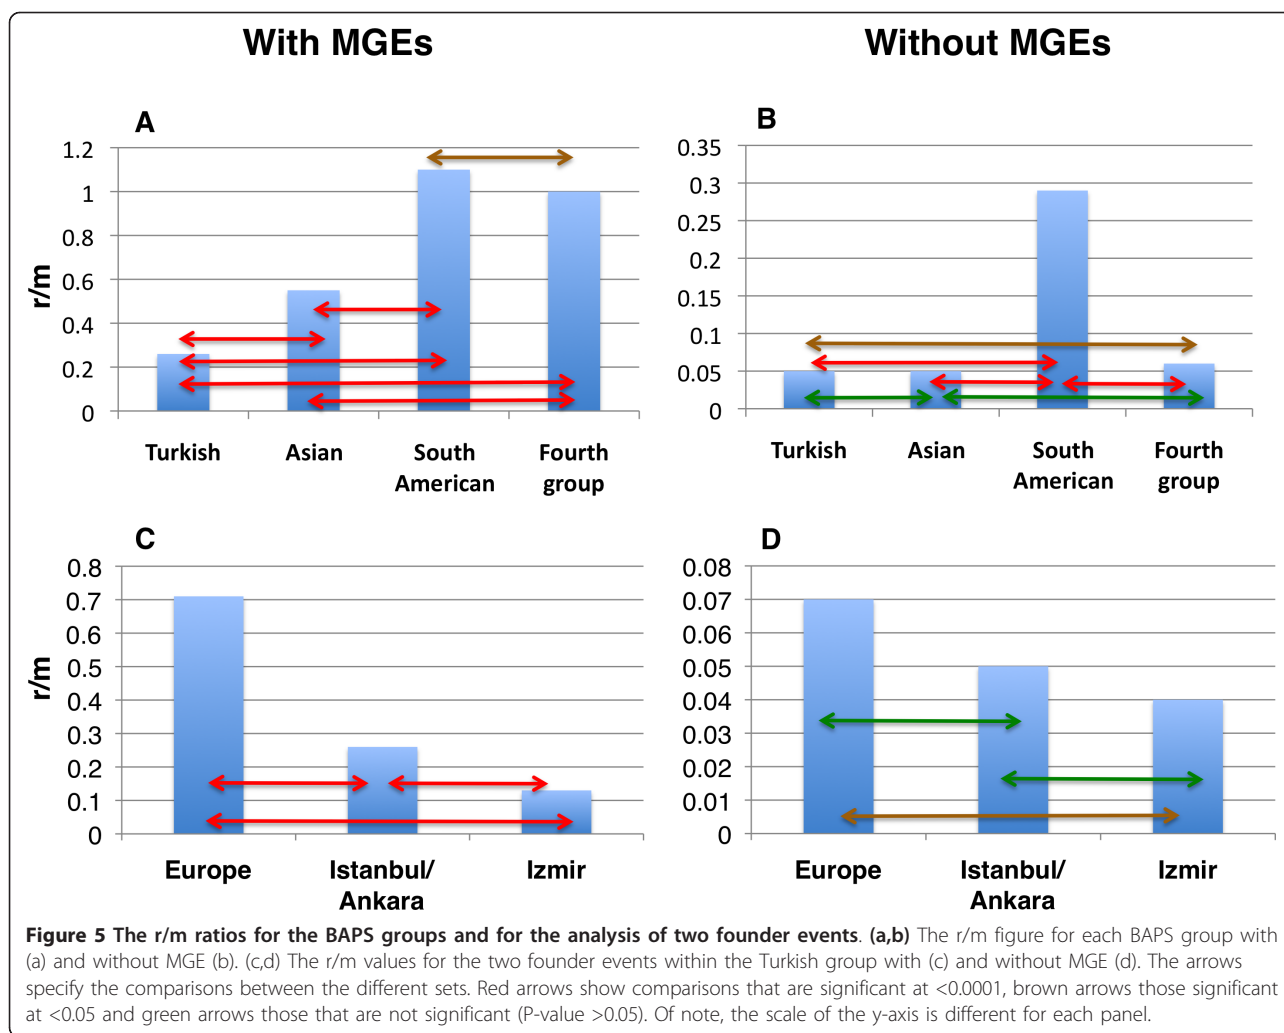 With MGEs
Without MGEs
A
r/m
1.2
1
0.8
0.6
0.4
0.2
0
Turkish Asian South American Fourth group
B
0.35
0.3
0.25
0.2
0.15
0.1
0.05
0
Turkish Asian South American Fourth group
C
r/m
0.8
0.7
0.6
0.5
0.4
0.3
0.2
0.1
0
Europe Istanbul/ Ankara Izmir
D
0.08
0.07
0.06
0.05
0.04
0.03
0.02
0.01
0
Europe Istanbul/ Ankara Izmir
Figure 5 The r/m ratios for the BAPS groups and for the analysis of two founder events. (a,b) The r/m figure for each BAPS group with
(a) and without MGE (b). (c,d) The r/m values for the two founder events within the Turkish group with (c) and without MGE (d). The arrows
specify the comparisons between the different sets. Red arrows show comparisons that are significant at <0.0001, brown arrows those significant
at <0.05 and green arrows those that are not significant (P-value >0.05). Of note, the scale of the y-axis is different for each panel.